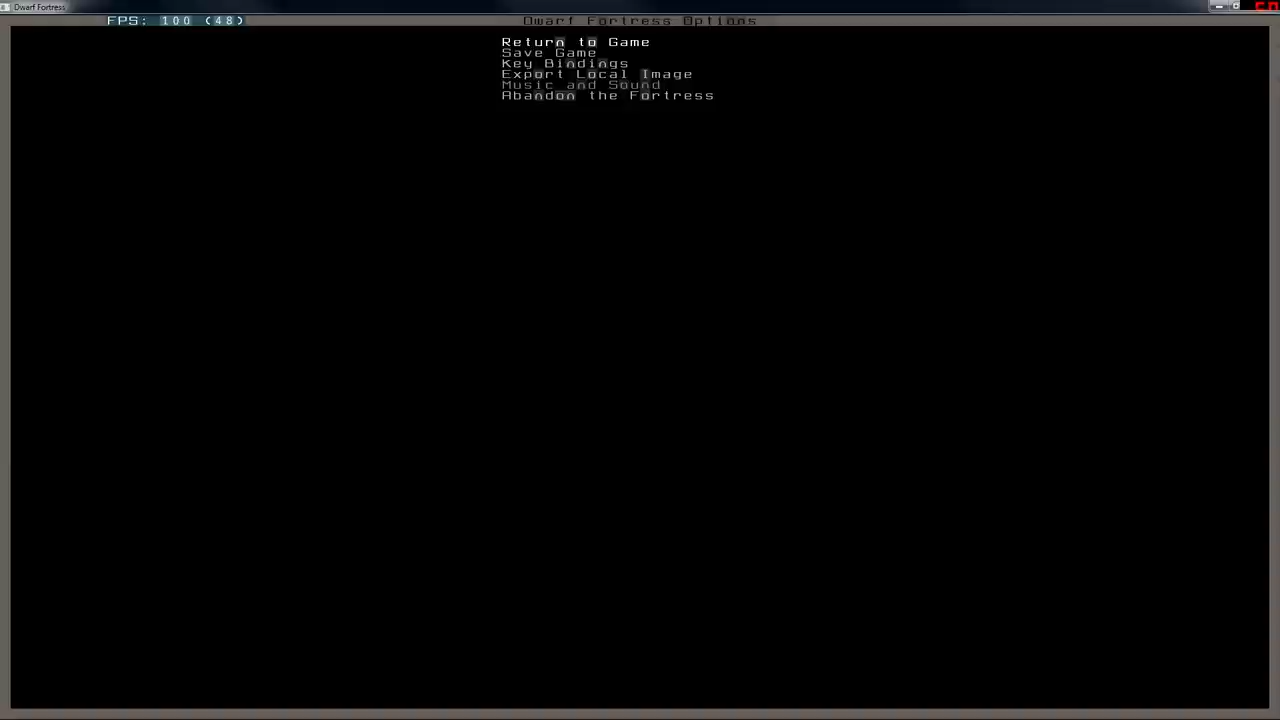 Dwarf Fortress
FPS: 100 (48)
Dwarf Fortress Options
Return to Game
Save Game
Key Bindings
Export Local Image
Music and Sound
Abandon the Fortress